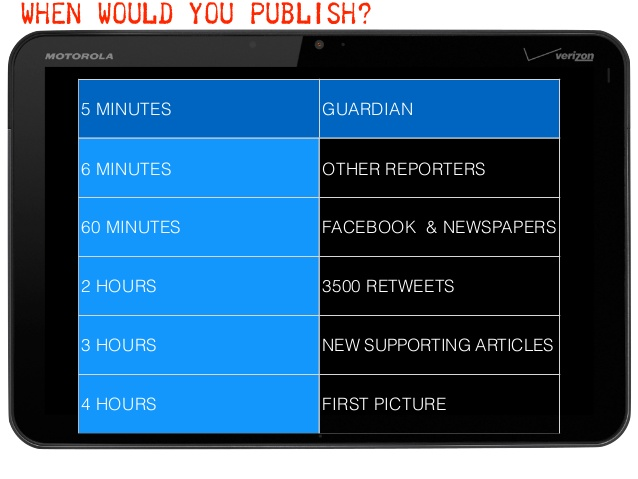 WHEN WOULD YOU PUBLISH?
MOTOROLA verizon
5 MINUTES GUARDIAN
6 MINUTES OTHER REPORTERS
60 MINUTES FACEBOOK & NEWSPAPERS
2 HOURS 3500 RETWEETS
3 HOURS NEW SUPPORTING ARTICLES
4 HOURS FIRST PICTURE